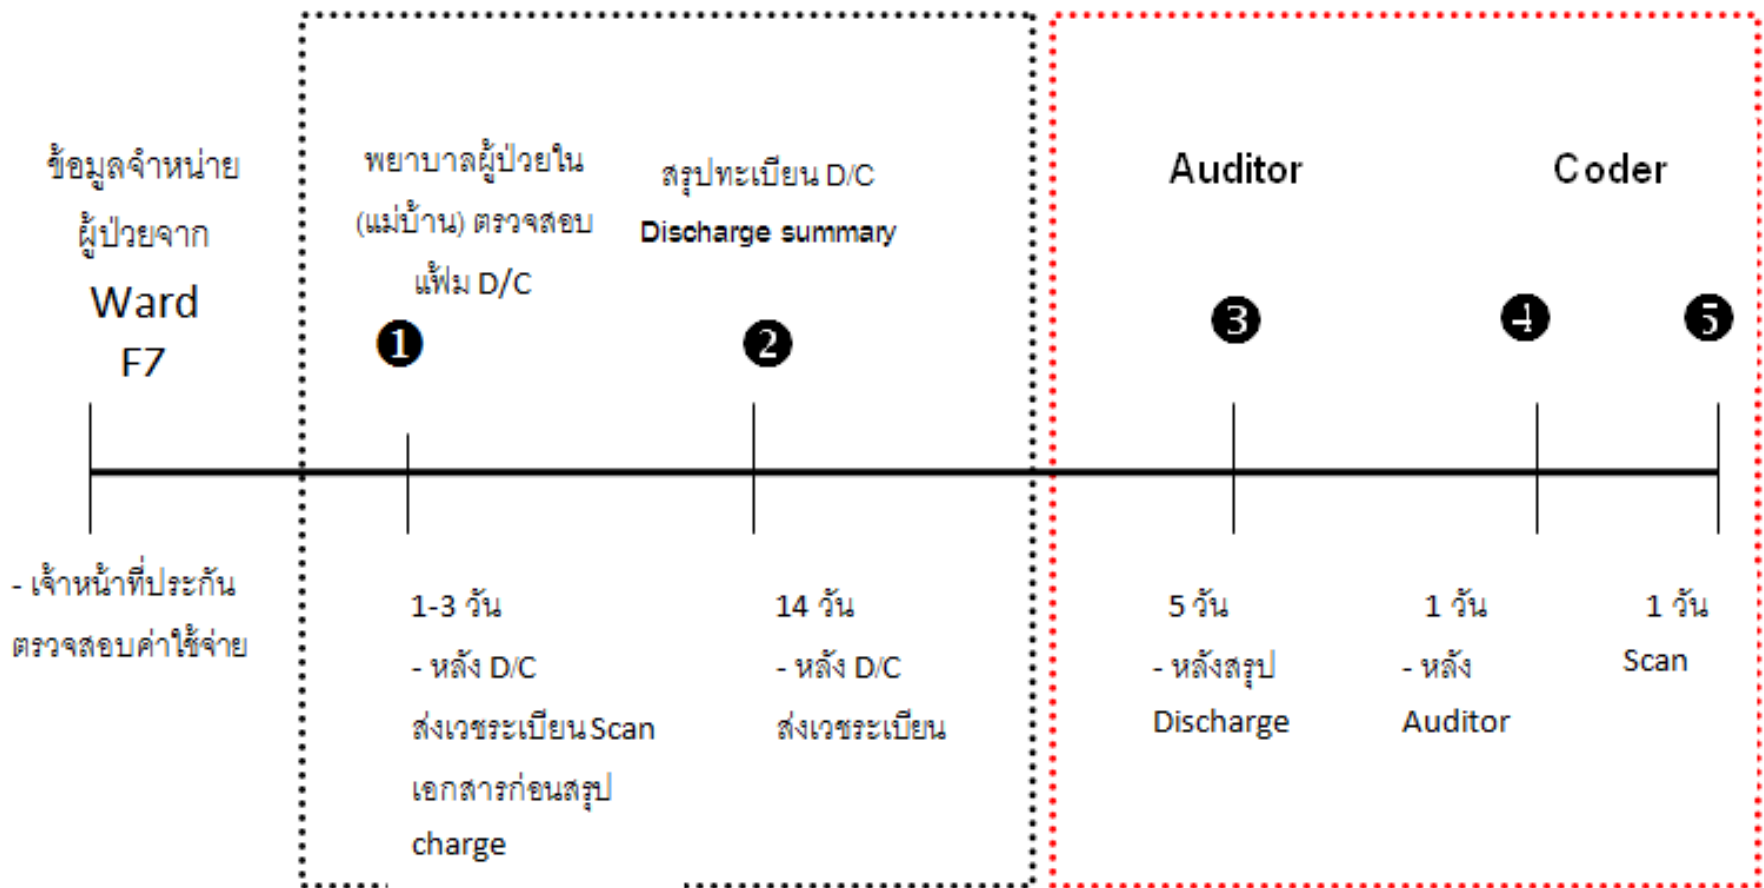 ข้อมูลจำหน่าย
ผู้ป่วยจาก
Ward
F7
พยาบาลผู้ป่วยใน
(แม่บ้าน) ตรวจสอบ
แฟ้ม D/C
สรุปทะเบียน D/C
Discharge summary
Auditor
Coder
1
2
3
4
5
- เจ้าหน้าที่ประกัน
ตรวจสอบค่าใช้จ่าย
1-3 วัน
- หลัง D/C
ส่งเวชระเบียน Scan
เอกสารก่อนสรุป
charge
14 วัน
- หลัง D/C
ส่งเวชระเบียน
5 วัน
- หลังสรุป
Discharge
1 วัน
- หลัง
Auditor
1 วัน
Scan